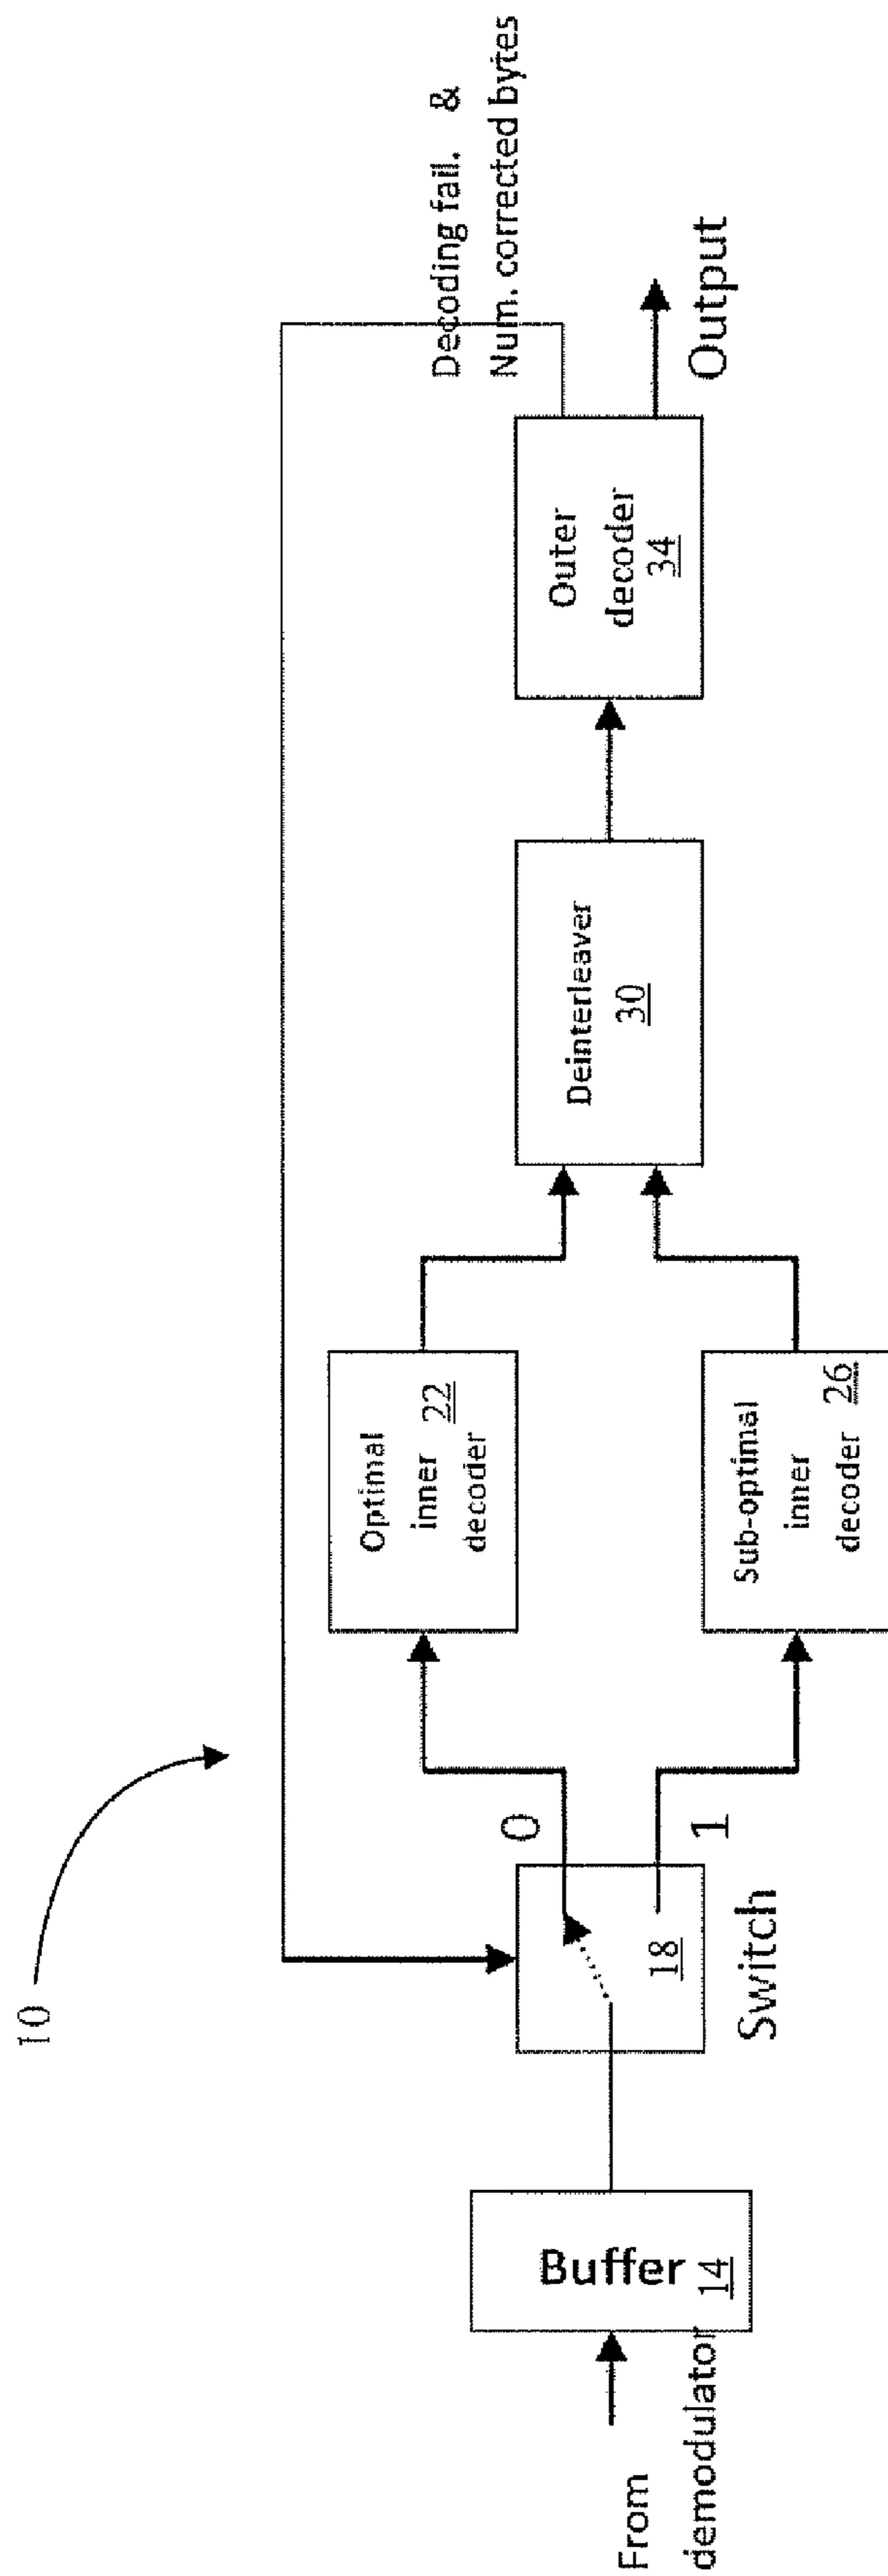 10
Decoding fail. &
Num. corrected bytes
Optimal
inner 22
decoder
0
From
demodulator
Buffer 14
18
Switch
1
Deinterleaver
30
Outer
decoder
34
Output
Sub-optimal
inner 26
decoder